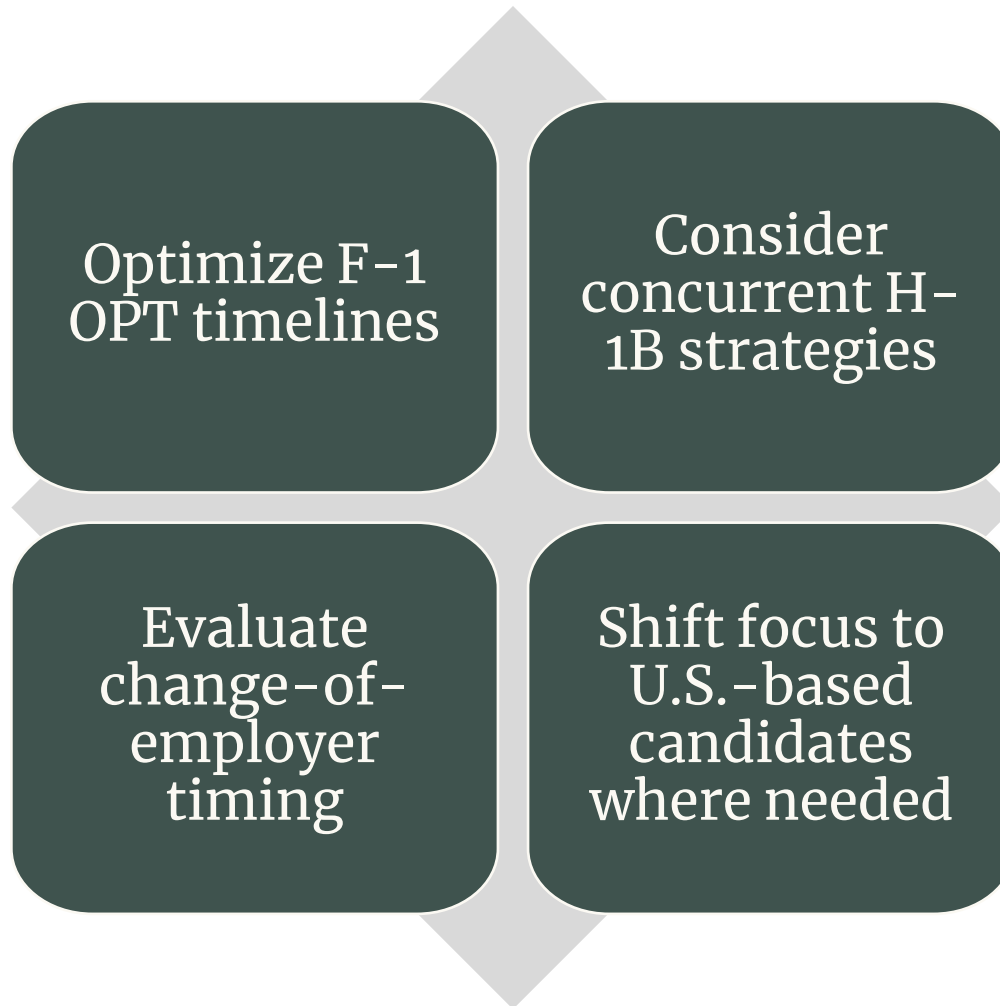 Optimize F-1
OPT timelines
Consider
concurrent H-
1B strategies
Evaluate
change-of-
employer
timing
Shift focus to
U.S.-based
candidates
where needed